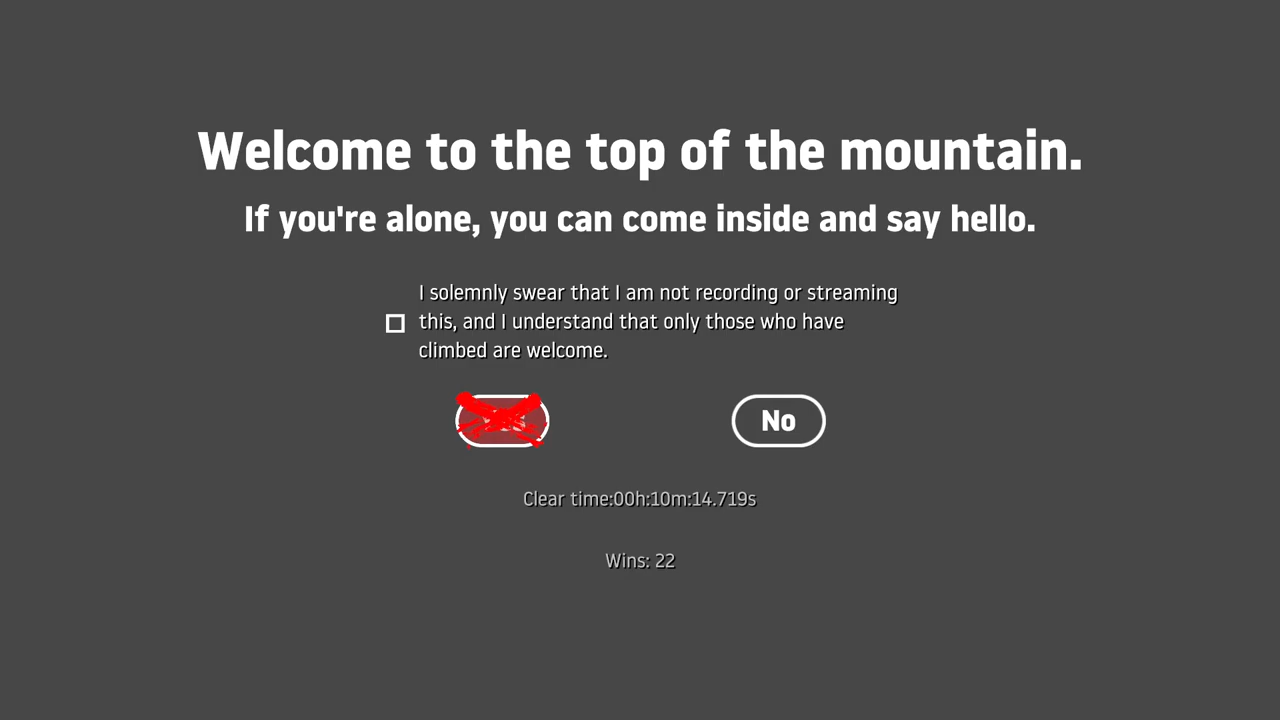 Welcome to the top of the mountain.
If you're alone, you can come inside and say hello.
I solemnly swear that I am not recording or streaming
this, and I understand that only those who have
climbed are welcome.
No
Clear time:00h:10m:14.719s
Wins: 22